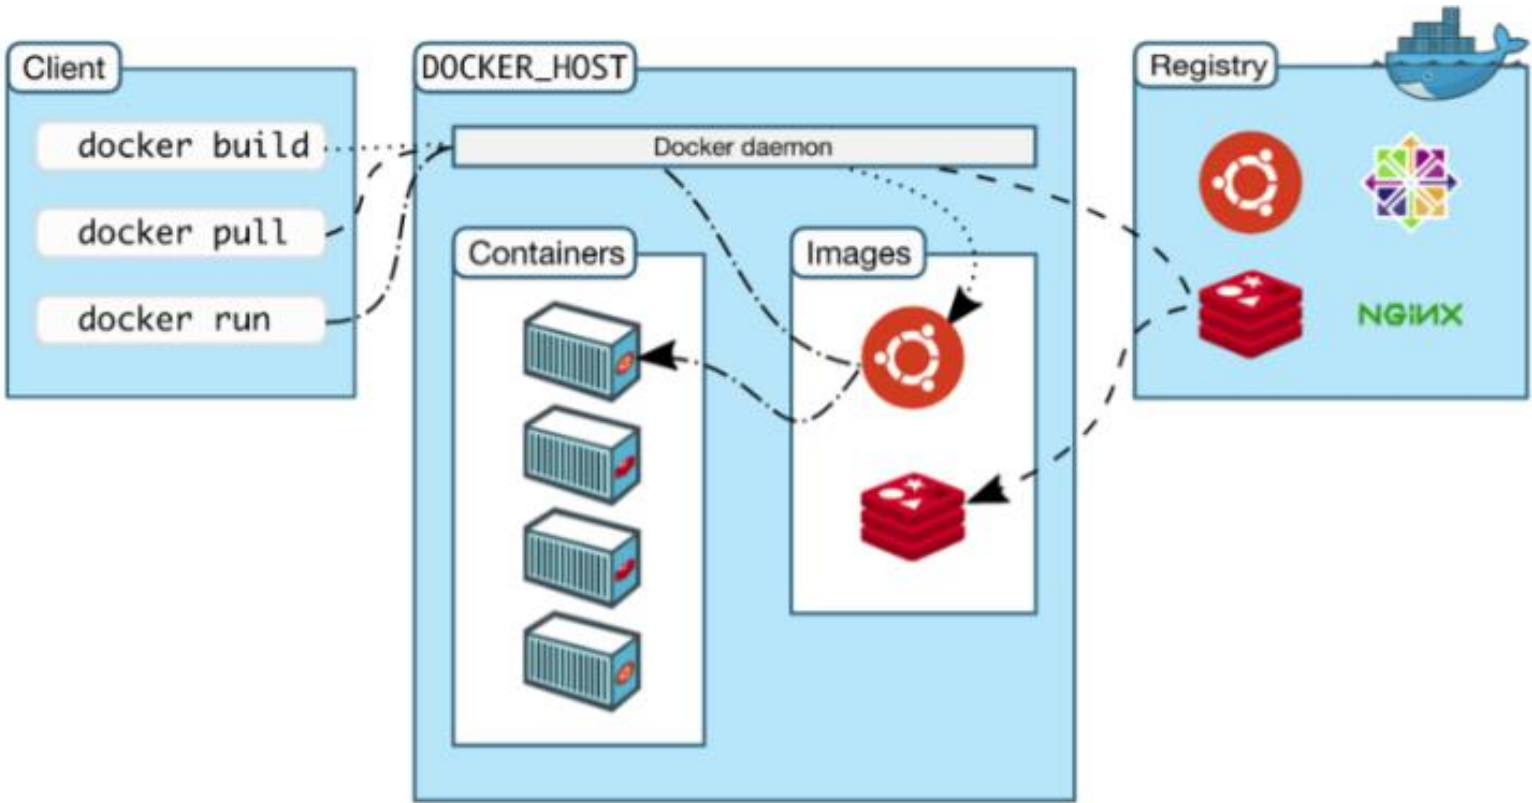 Client
docker build
docker pull
docker run
DOCKER_HOST
Docker daemon
Containers
Images
Registry
NGINX